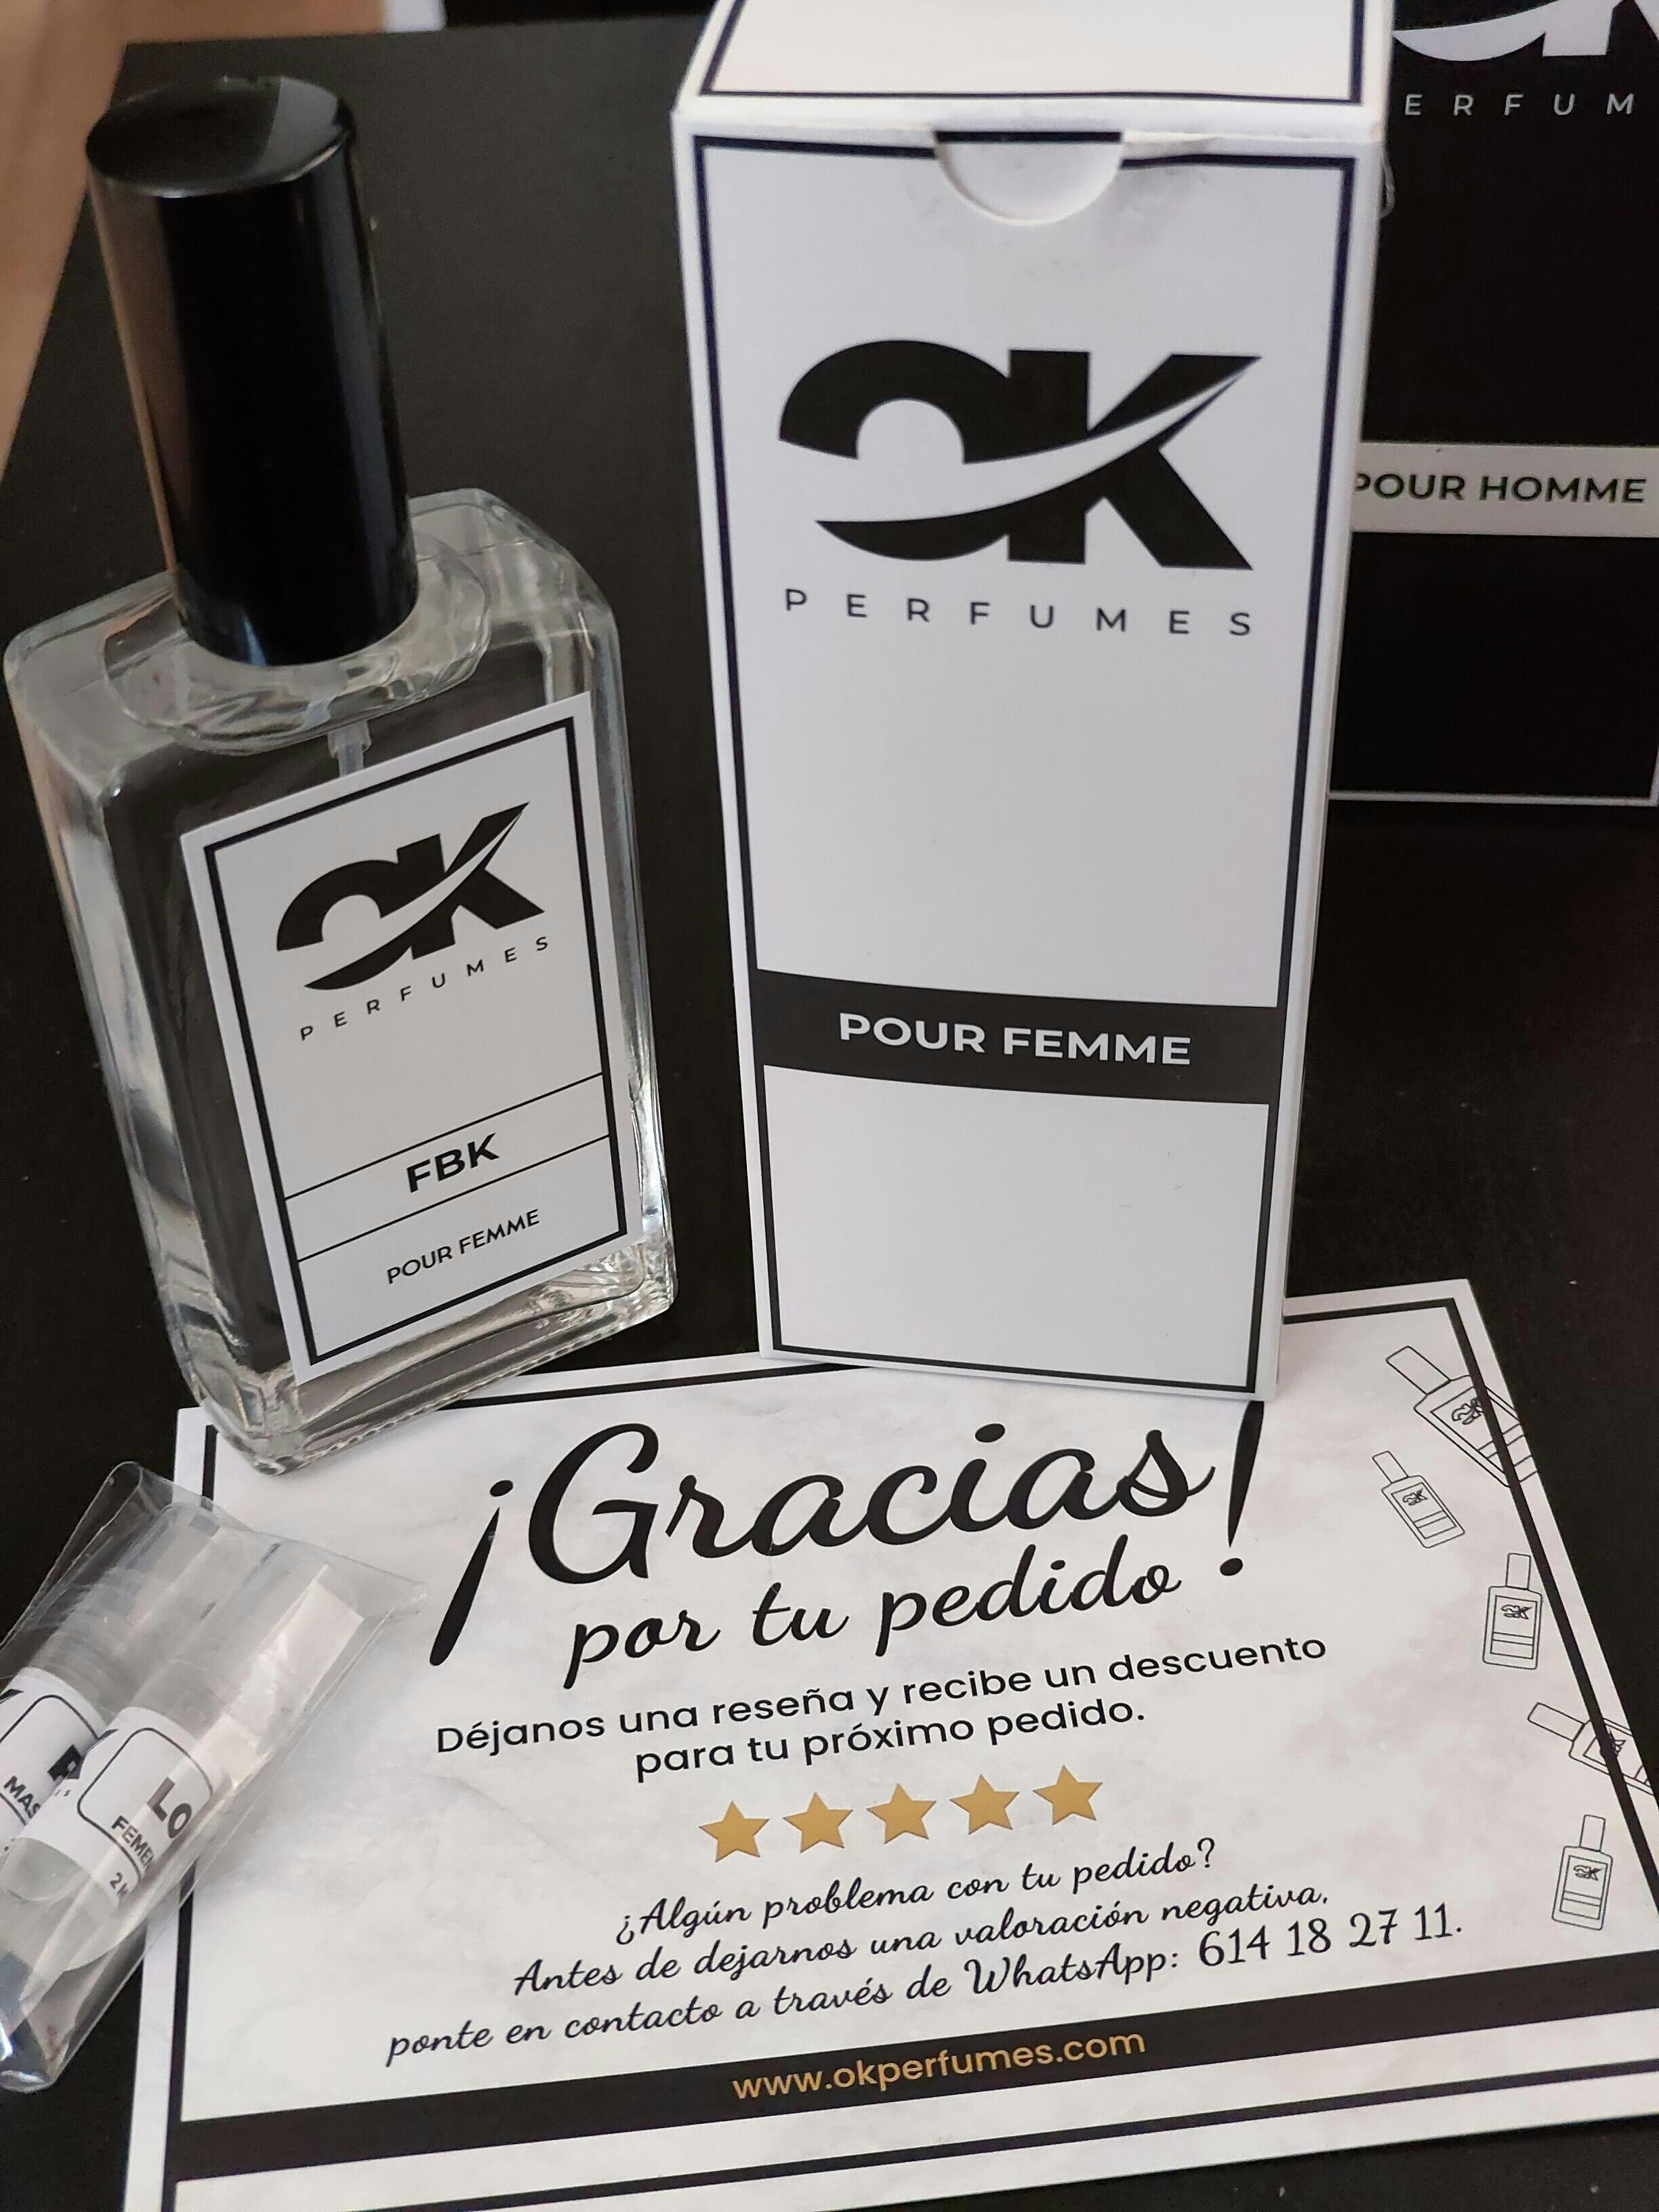 OK
PERFUMES
FBK
POUR FEMME
OK
PERFUMES
POUR FEMME
POUR HOMME
¡Gracias!
por tu pedido
Déjanos una reseña y recibe un descuento
para tu próximo pedido.
¿Algún problema con tu pedido?
Antes de dejarnos una valoración negativa,
ponte en contacto a través de WhatsApp: 614 18 27 11.
www.okperfumes.com
LO